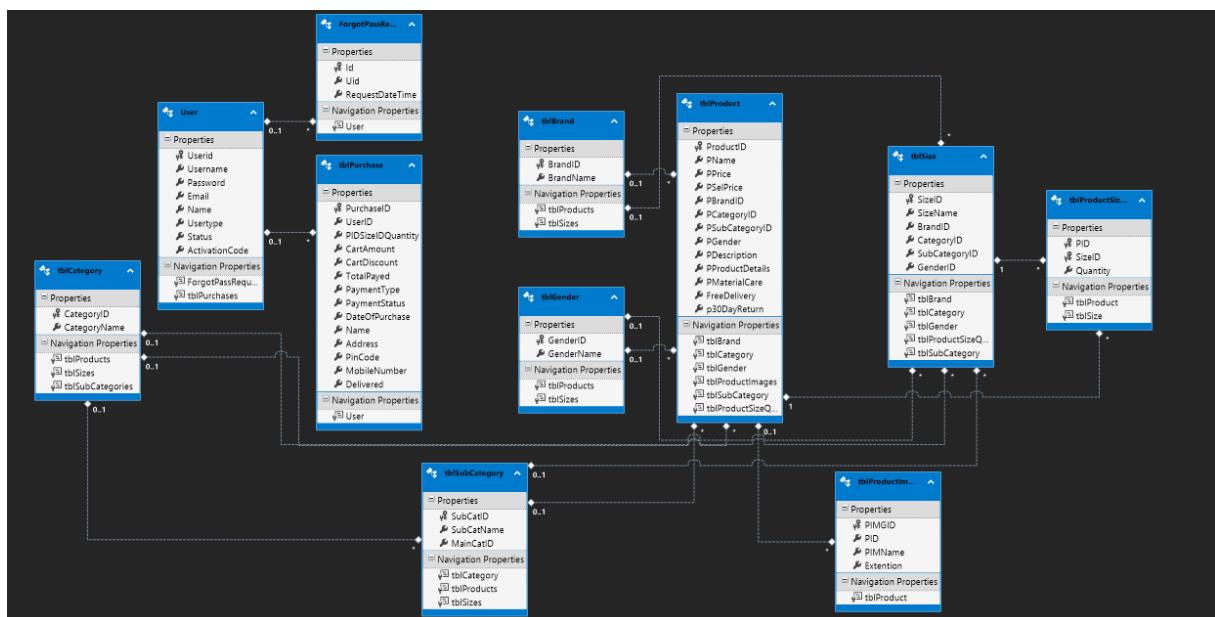 ForgotPassRe...
Properties
Id
Uid
RequestDateTime
Navigation Properties
User
User
Properties
Userid
Username
Password
Email
Name
Usertype
Status
ActivationCode
Navigation Properties
ForgotPassRequ...
tblPurchases
0..1
*
0..1
*
tblPurchase
Properties
PurchaseID
UserID
PIDSizeIDQuantity
CartAmount
CartDiscount
TotalPayed
PaymentType
PaymentStatus
DateOfPurchase
Name
Address
PinCode
MobileNumber
Delivered
Navigation Properties
User
tblCategory
Properties
CategoryID
CategoryName
Navigation Properties
tblProducts
tblSizes
tblSubCategories
0..1
0..1
0..1
*
tblBrand
Properties
BrandID
BrandName
Navigation Properties
tblProducts
tblSizes
0..1
*
0..1
*
tblGender
Properties
GenderID
GenderName
Navigation Properties
tblProducts
tblSizes
0..1
0..1
*
tblProduct
Properties
ProductID
PName
PPrice
PSelPrice
PBrandID
PCategoryID
PSubCategoryID
PGender
PDescription
PProductDetails
PMaterialCare
FreeDelivery
p30DayReturn
Navigation Properties
tblBrand
tblCategory
tblGender
tblProductImages
tblSubCategory
tblProductSizeQ...
*
*
0..1
1
*
tblSize
Properties
SizeID
SizeName
BrandID
CategoryID
SubCategoryID
GenderID
Navigation Properties
tblBrand
tblCategory
tblGender
tblProductSizeQ...
tblSubCategory
1
*
*
*
*
tblProductSiz...
Properties
PID
SizeID
Quantity
Navigation Properties
tblProduct
tblSize
tblSubCategory
Properties
SubCatID
SubCatName
MainCatID
Navigation Properties
tblCategory
tblProducts
tblSizes
0..1
0..1
tblProductIm...
Properties
PIMGID
PID
PIMName
Extention
Navigation Properties
tblProduct
*